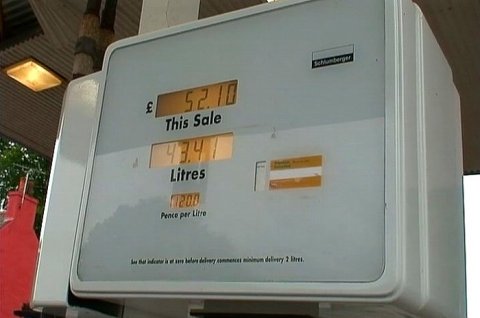 Schlumberger
£ 52.10
This Sale
43.41
Litres
120.0
Pence per Litre
See that indicator is at zero before delivery commences minimum delivery 2 litres.